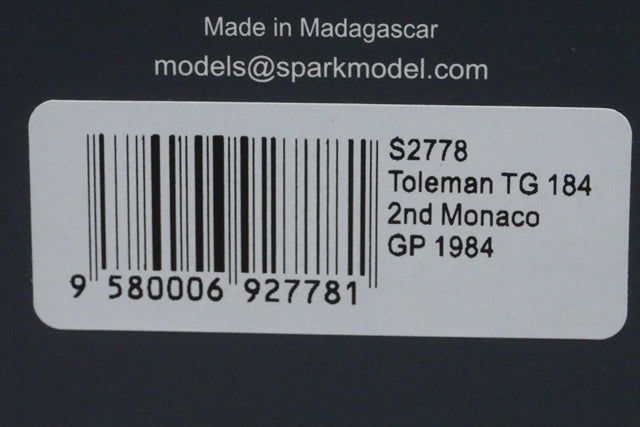 Made in Madagascar
models@sparkmodel.com
S2778
Toleman TG 184
2nd Monaco
GP 1984
9 580006 927781